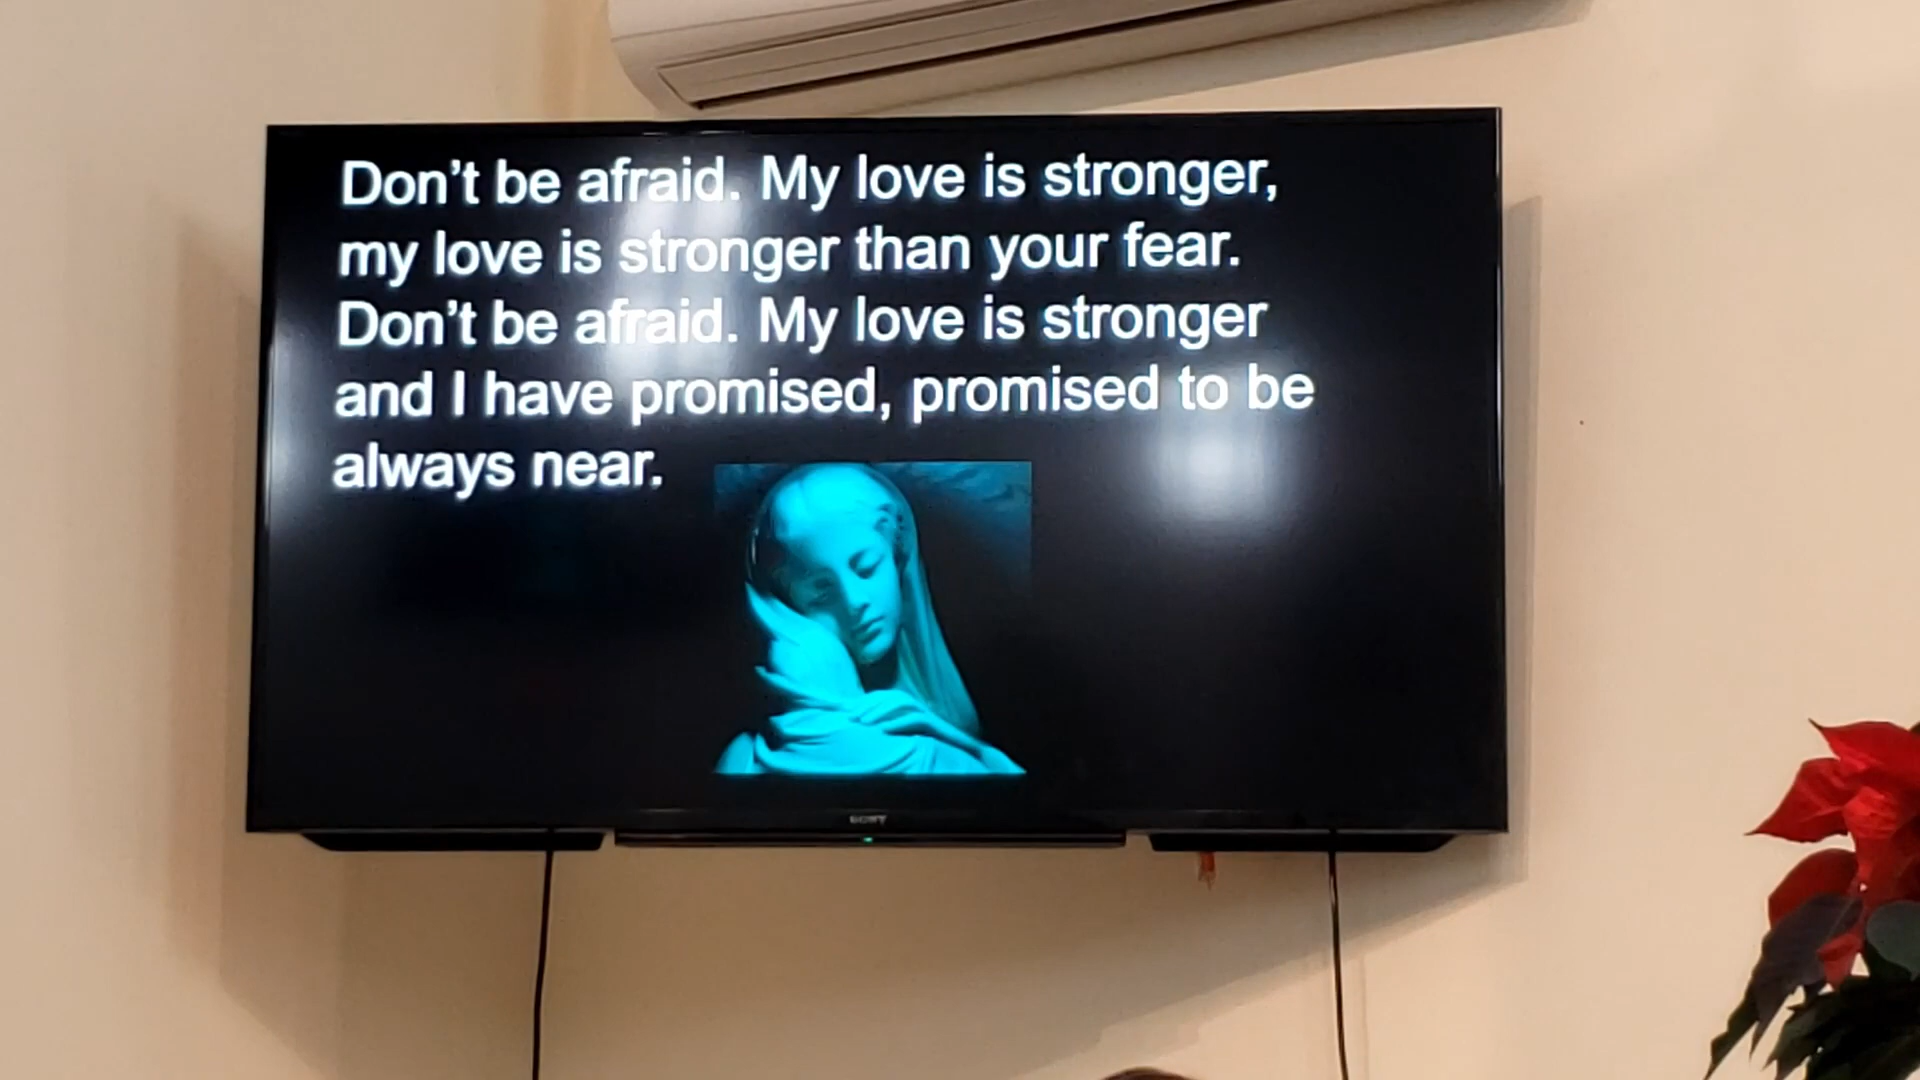 Don't be afraid. My love is stronger,
my love is stronger than your fear.
Don't be afraid. My love is stronger
and I have promised, promised to be
always near.
SONY